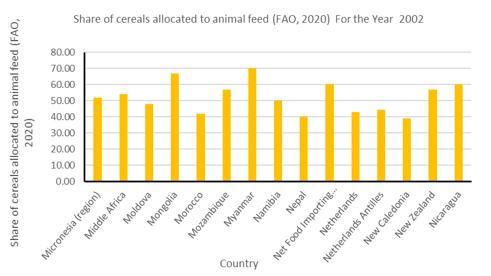 Share of cereals allocated to animal feed (FAO, 2020)  For the Year  2002
Share of cereals allocated to animal feed (FAO,
2020)
80.00
70.00
60.00
50.00
40.00
30.00
20.00
10.00
0.00
Micronesia (region)
Middle Africa
Moldova
Mongolia
Morocco
Mozambique
Myanmar
Namibia
Nepal
Net Food Importing...
Netherlands
Netherlands Antilles
New Caledonia
New Zealand
Nicaragua
Country